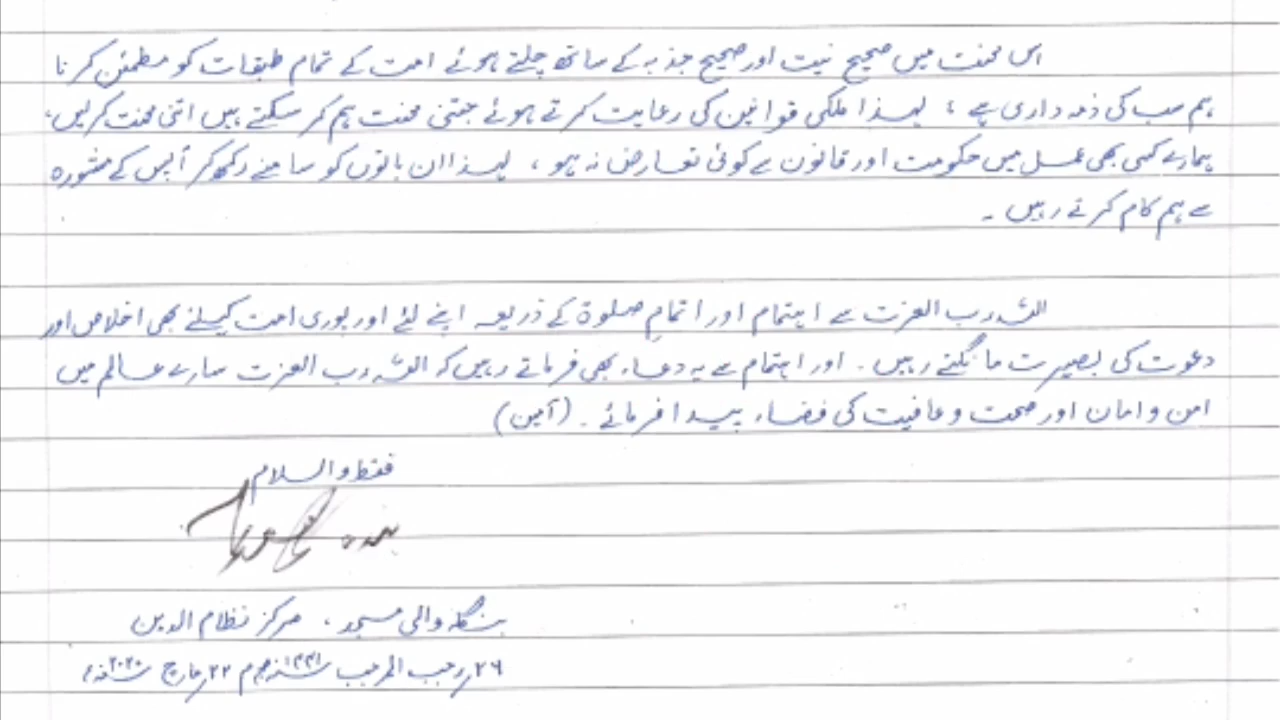 اس محنت میں صحیح نیت اور صحیح جذبہ کے ساتھ چلتے ہوئے امت کے تمام طبقات کو مطمئن کرنا
ہم سب کی ذمہ داری ہے ، لہذا ملکی قوانین کی رعایت کرتے ہوئے جتنی محنت ہم کر سکتے ہیں اتنی محنت کرلیں،
ہمارے کسی بھی عمل میں حکومت اور قانون سے کوئی تعارض نہ ہو ، لہذا ان باتوں کو سامنے رکھ کر آپس کے مشورہ
سے ہم کام کرتے رہیں ۔
اللہ رب العزت سے اہتمام اور اتمامِ صلوۃ کے ذریعہ اپنے لئے اور پوری امت کیلئے بھی اخلاص اور
دعوت کی بصیرت مانگتے رہیں ۔ اور اہتمام سے یہ دعاء بھی فرماتے رہیں کہ اللہ رب العزت سارے عالم میں
امن و امان اور صحت و عافیت کی فضاء پیدا فرمائے ۔ (آمین)
فقط والسلام
بندہ
بنگلہ والی مسجد ، مرکز نظام الدین
۲۶ رجب المرجب ۱۴۴۱ھ م ۲۲ مارچ ۲۰۲۰ء